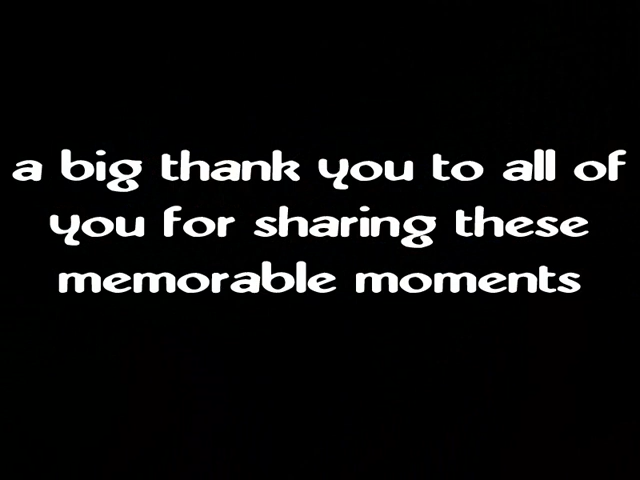 a big thank you to all of
you for sharing these
memorable moments